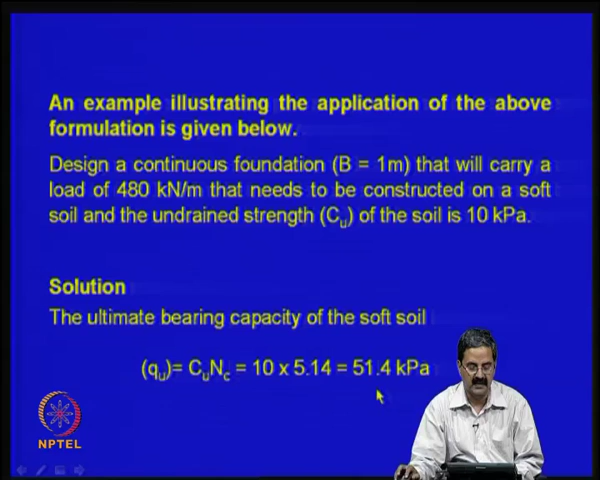 An example illustrating the application of the above
formulation is given below.
Design a continuous foundation (B = 1m) that will carry a
load of 480 kN/m that needs to be constructed on a soft
soil and the undrained strength (Cu) of the soil is 10 kPa.
Solution
The ultimate bearing capacity of the soft soil
(qu)= CuNc = 10 x 5.14 = 51.4 kPa
NPTEL